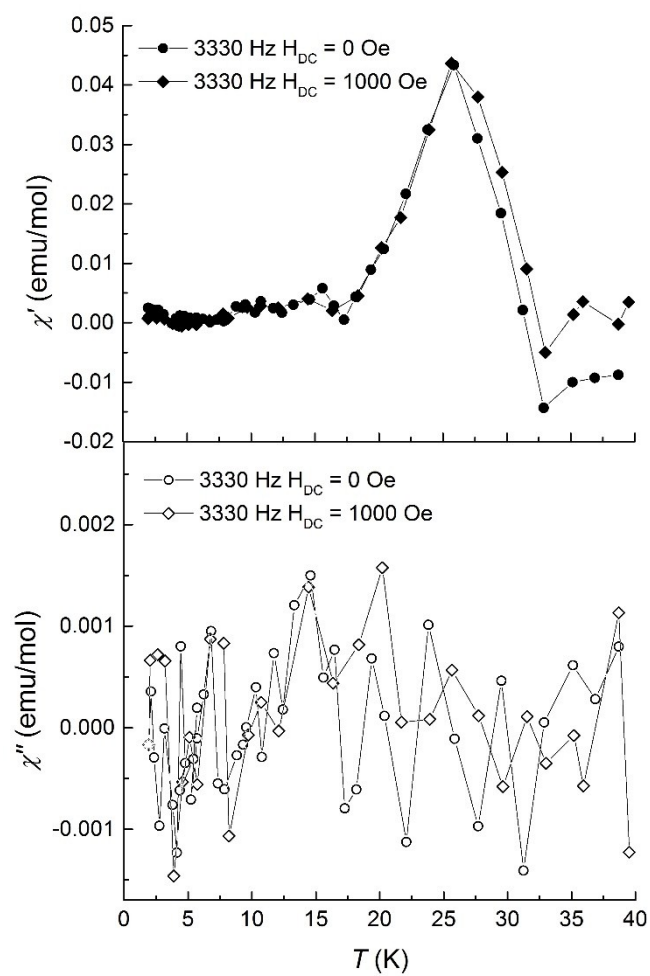 0.05
3330 Hz H_DC = 0 Oe
3330 Hz H_DC = 1000 Oe
0.04
0.03
0.02
0.01
0.00
-0.01
-0.02
χ′ (emu/mol)
3330 Hz H_DC = 0 Oe
3330 Hz H_DC = 1000 Oe
0.002
0.001
0.000
-0.001
χ″ (emu/mol)
0 5 10 15 20 25 30 35 40
T (K)